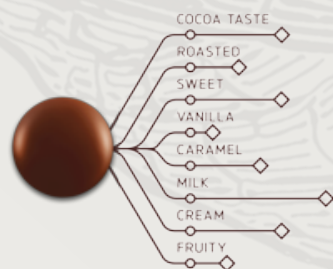 COCOA TASTE
ROASTED
SWEET
VANILLA
CARAMEL
MILK
CREAM
FRUITY